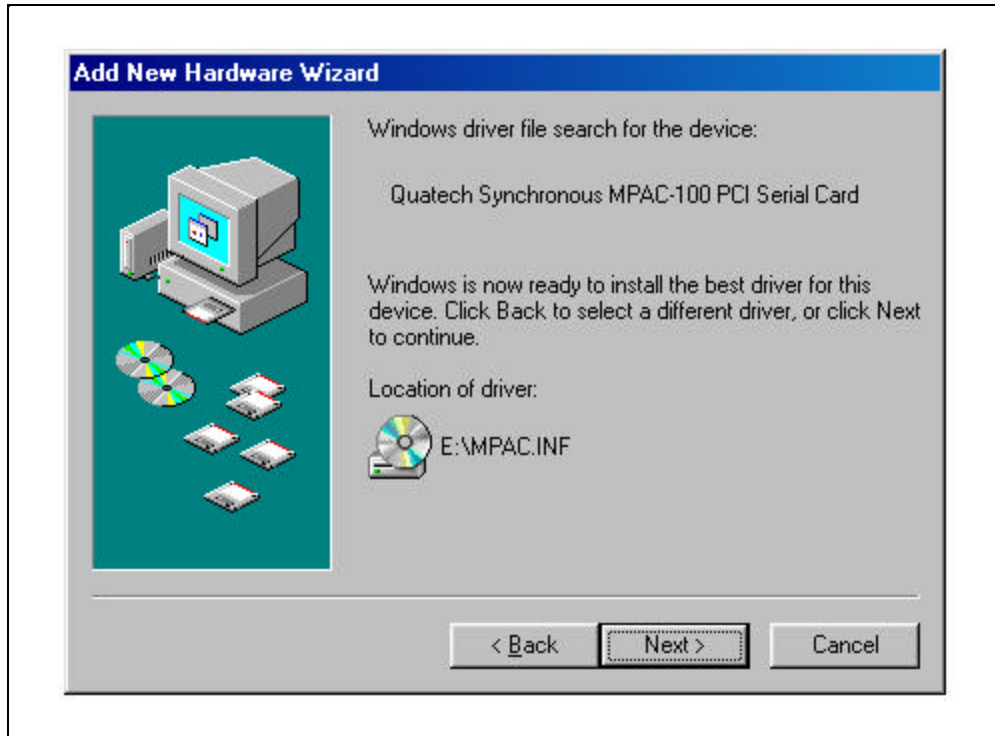 Add New Hardware Wizard
Windows driver file search for the device:
Quatech Synchronous MPAC-100 PCI Serial Card
Windows is now ready to install the best driver for this
device. Click Back to select a different driver, or click Next
to continue.
Location of driver:
E:\MPAC.INF
< Back
Next >
Cancel